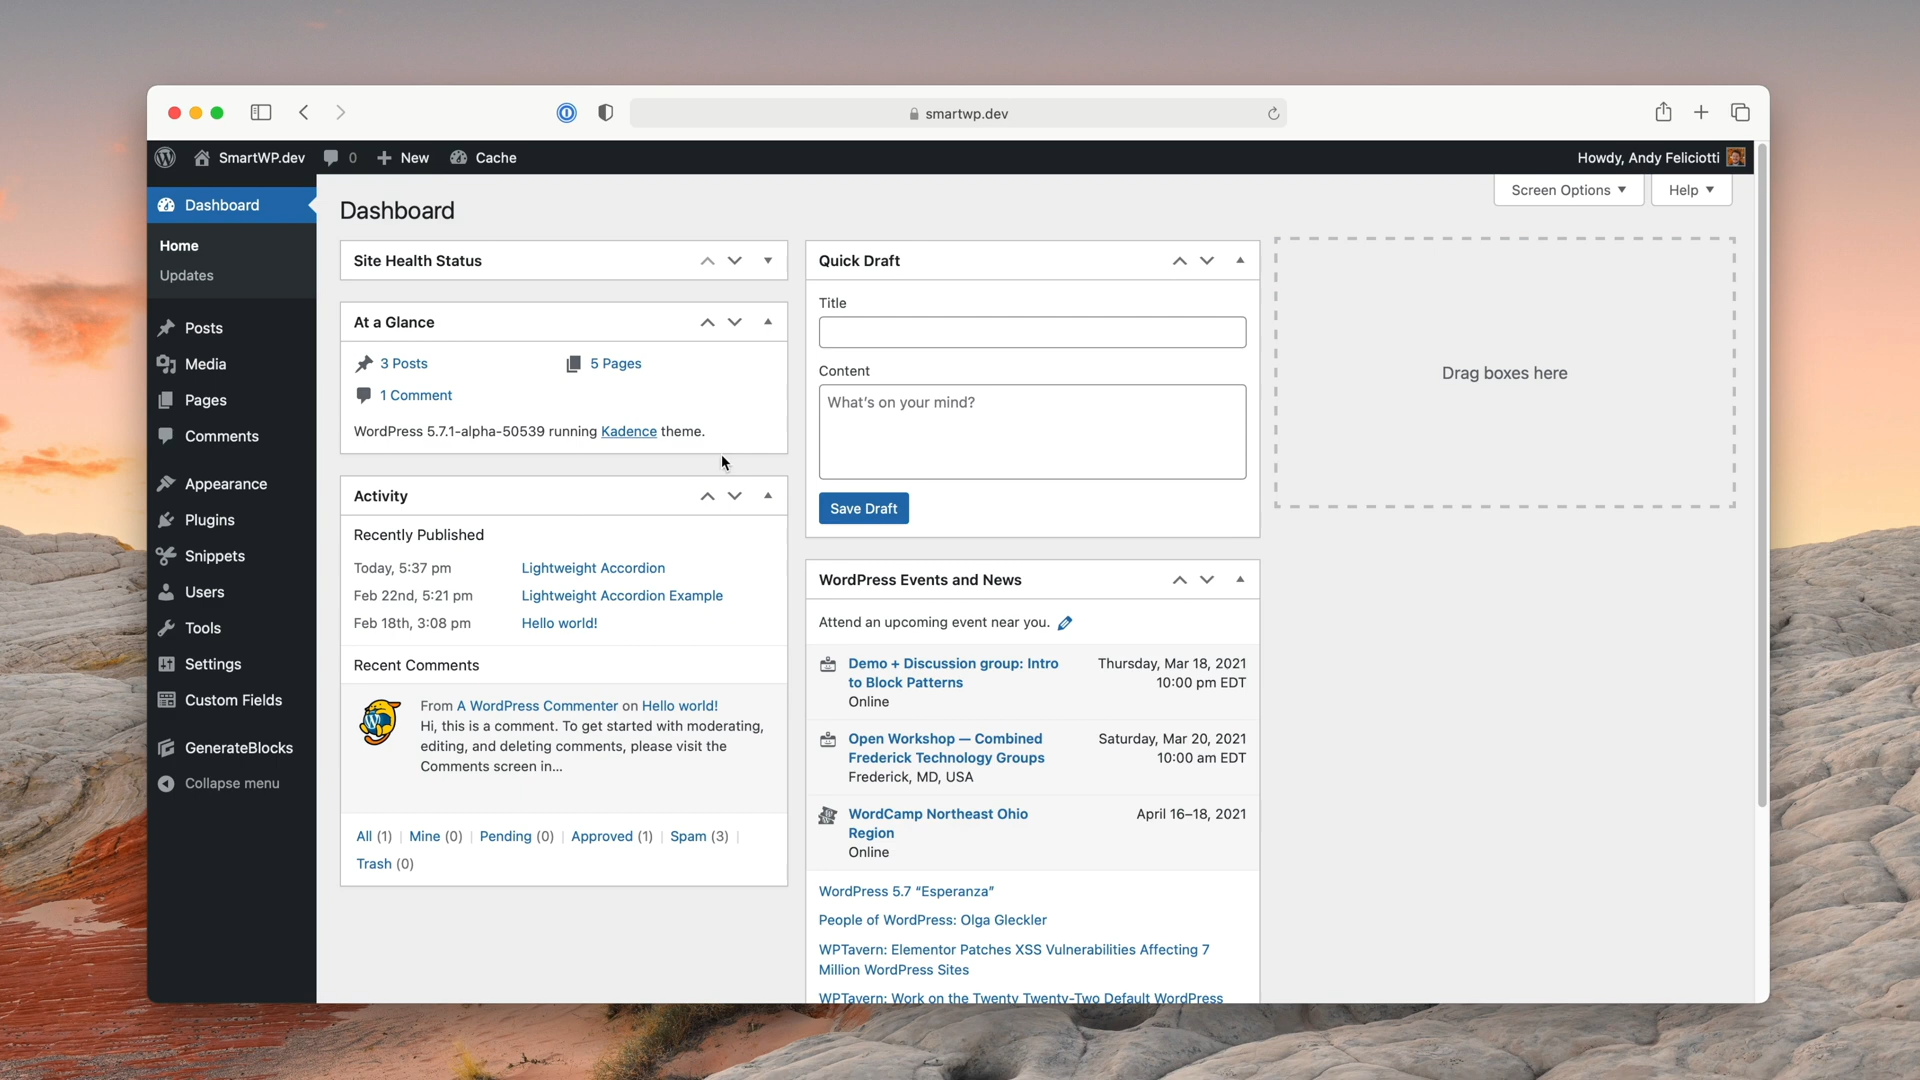 smartwp.dev
SmartWP.dev
0
New
Cache
Howdy, Andy Feliciotti
Dashboard
Home
Updates
Posts
Media
Pages
Comments
Appearance
Plugins
Snippets
Users
Tools
Settings
Custom Fields
GenerateBlocks
Collapse menu
Screen Options
Help
Dashboard
Site Health Status
At a Glance
3 Posts
5 Pages
1 Comment
WordPress 5.7.1-alpha-50539 running Kadence theme.
Activity
Recently Published
Today, 5:37 pm Lightweight Accordion
Feb 22nd, 5:21 pm Lightweight Accordion Example
Feb 18th, 3:08 pm Hello world!
Recent Comments
From A WordPress Commenter on Hello world!
Hi, this is a comment. To get started with moderating,
editing, and deleting comments, please visit the
Comments screen in...
All (1) | Mine (0) | Pending (0) | Approved (1) | Spam (3) |
Trash (0)
Quick Draft
Title
Content
What's on your mind?
Save Draft
WordPress Events and News
Attend an upcoming event near you.
Demo + Discussion group: Intro
to Block Patterns
Online
Thursday, Mar 18, 2021
10:00 pm EDT
Open Workshop — Combined
Frederick Technology Groups
Frederick, MD, USA
Saturday, Mar 20, 2021
10:00 am EDT
WordCamp Northeast Ohio
Region
Online
April 16–18, 2021
WordPress 5.7 “Esperanza”
People of WordPress: Olga Gleckler
WPTavern: Elementor Patches XSS Vulnerabilities Affecting 7
Million WordPress Sites
WPTavern: Work on the Twenty Twenty-Two Default WordPress
Drag boxes here